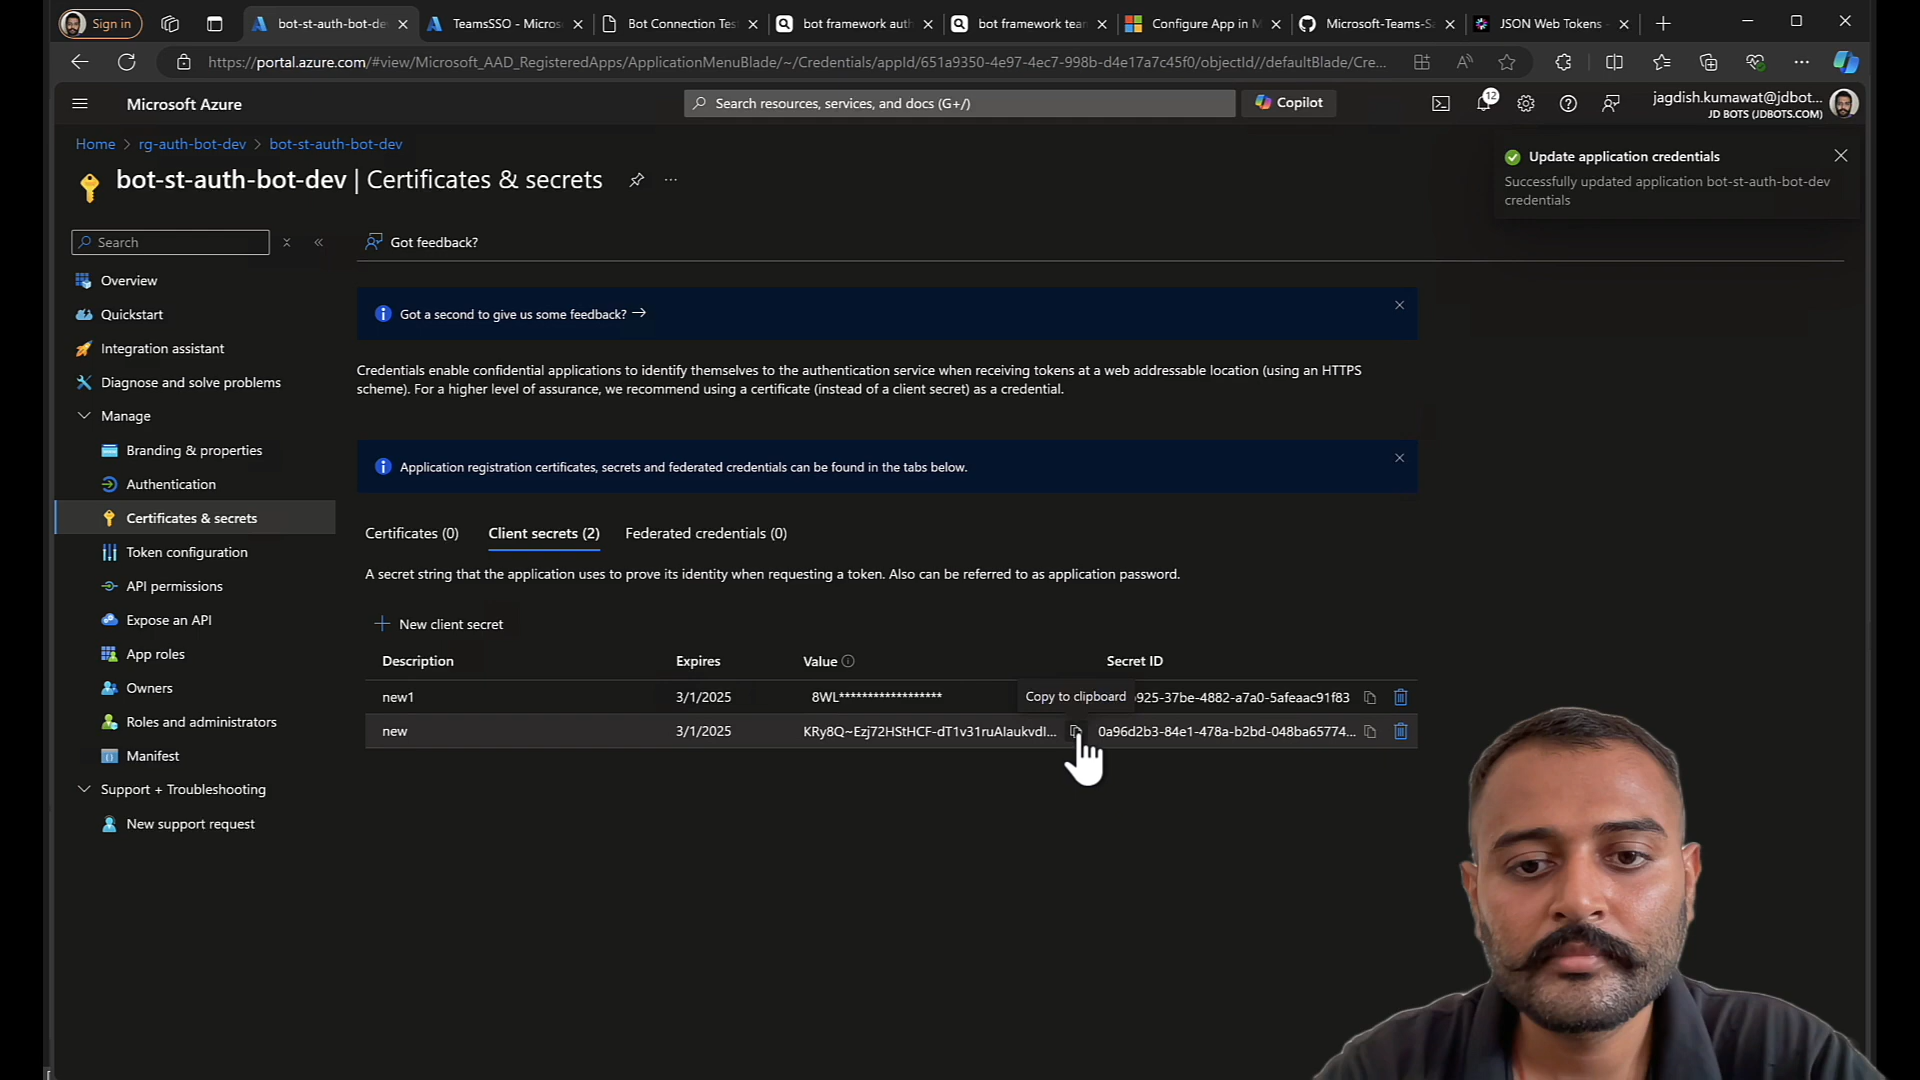 Sign in
bot-st-auth-bot-de
TeamsSSO - Micros
Bot Connection Tes
bot framework auth
bot framework tea
Configure App in M
Microsoft-Teams-Sa
JSON Web Tokens -
https://portal.azure.com/#view/Microsoft_AAD_RegisteredApps/ApplicationMenuBlade/~/Credentials/appId/651a9350-4e97-4ec7-998b-d4e17a7c45f0/objectId//defaultBlade/Cre...
Microsoft Azure
Search resources, services, and docs (G+/)
Copilot
12
jagdish.kumawat@jdbot...
JD BOTS (JDBOTS.COM)
Home > rg-auth-bot-dev > bot-st-auth-bot-dev
bot-st-auth-bot-dev | Certificates & secrets
Update application credentials
Successfully updated application bot-st-auth-bot-dev
credentials
Search
Got feedback?
Overview
Quickstart
Integration assistant
Diagnose and solve problems
Manage
Branding & properties
Authentication
Certificates & secrets
Token configuration
API permissions
Expose an API
App roles
Owners
Roles and administrators
Manifest
Support + Troubleshooting
New support request
Got a second to give us some feedback?
Credentials enable confidential applications to identify themselves to the authentication service when receiving tokens at a web addressable location (using an HTTPS
scheme). For a higher level of assurance, we recommend using a certificate (instead of a client secret) as a credential.
Application registration certificates, secrets and federated credentials can be found in the tabs below.
Certificates (0) Client secrets (2) Federated credentials (0)
A secret string that the application uses to prove its identity when requesting a token. Also can be referred to as application password.
New client secret
Description Expires Value Secret ID
new1 3/1/2025 8WL****************** 925-37be-4882-a7a0-5afeaac91f83
Copy to clipboard
new 3/1/2025 KRy8Q~Ezj72HStHCF-dT1v31ruAIaukvdI... 0a96d2b3-84e1-478a-b2bd-048ba65774...